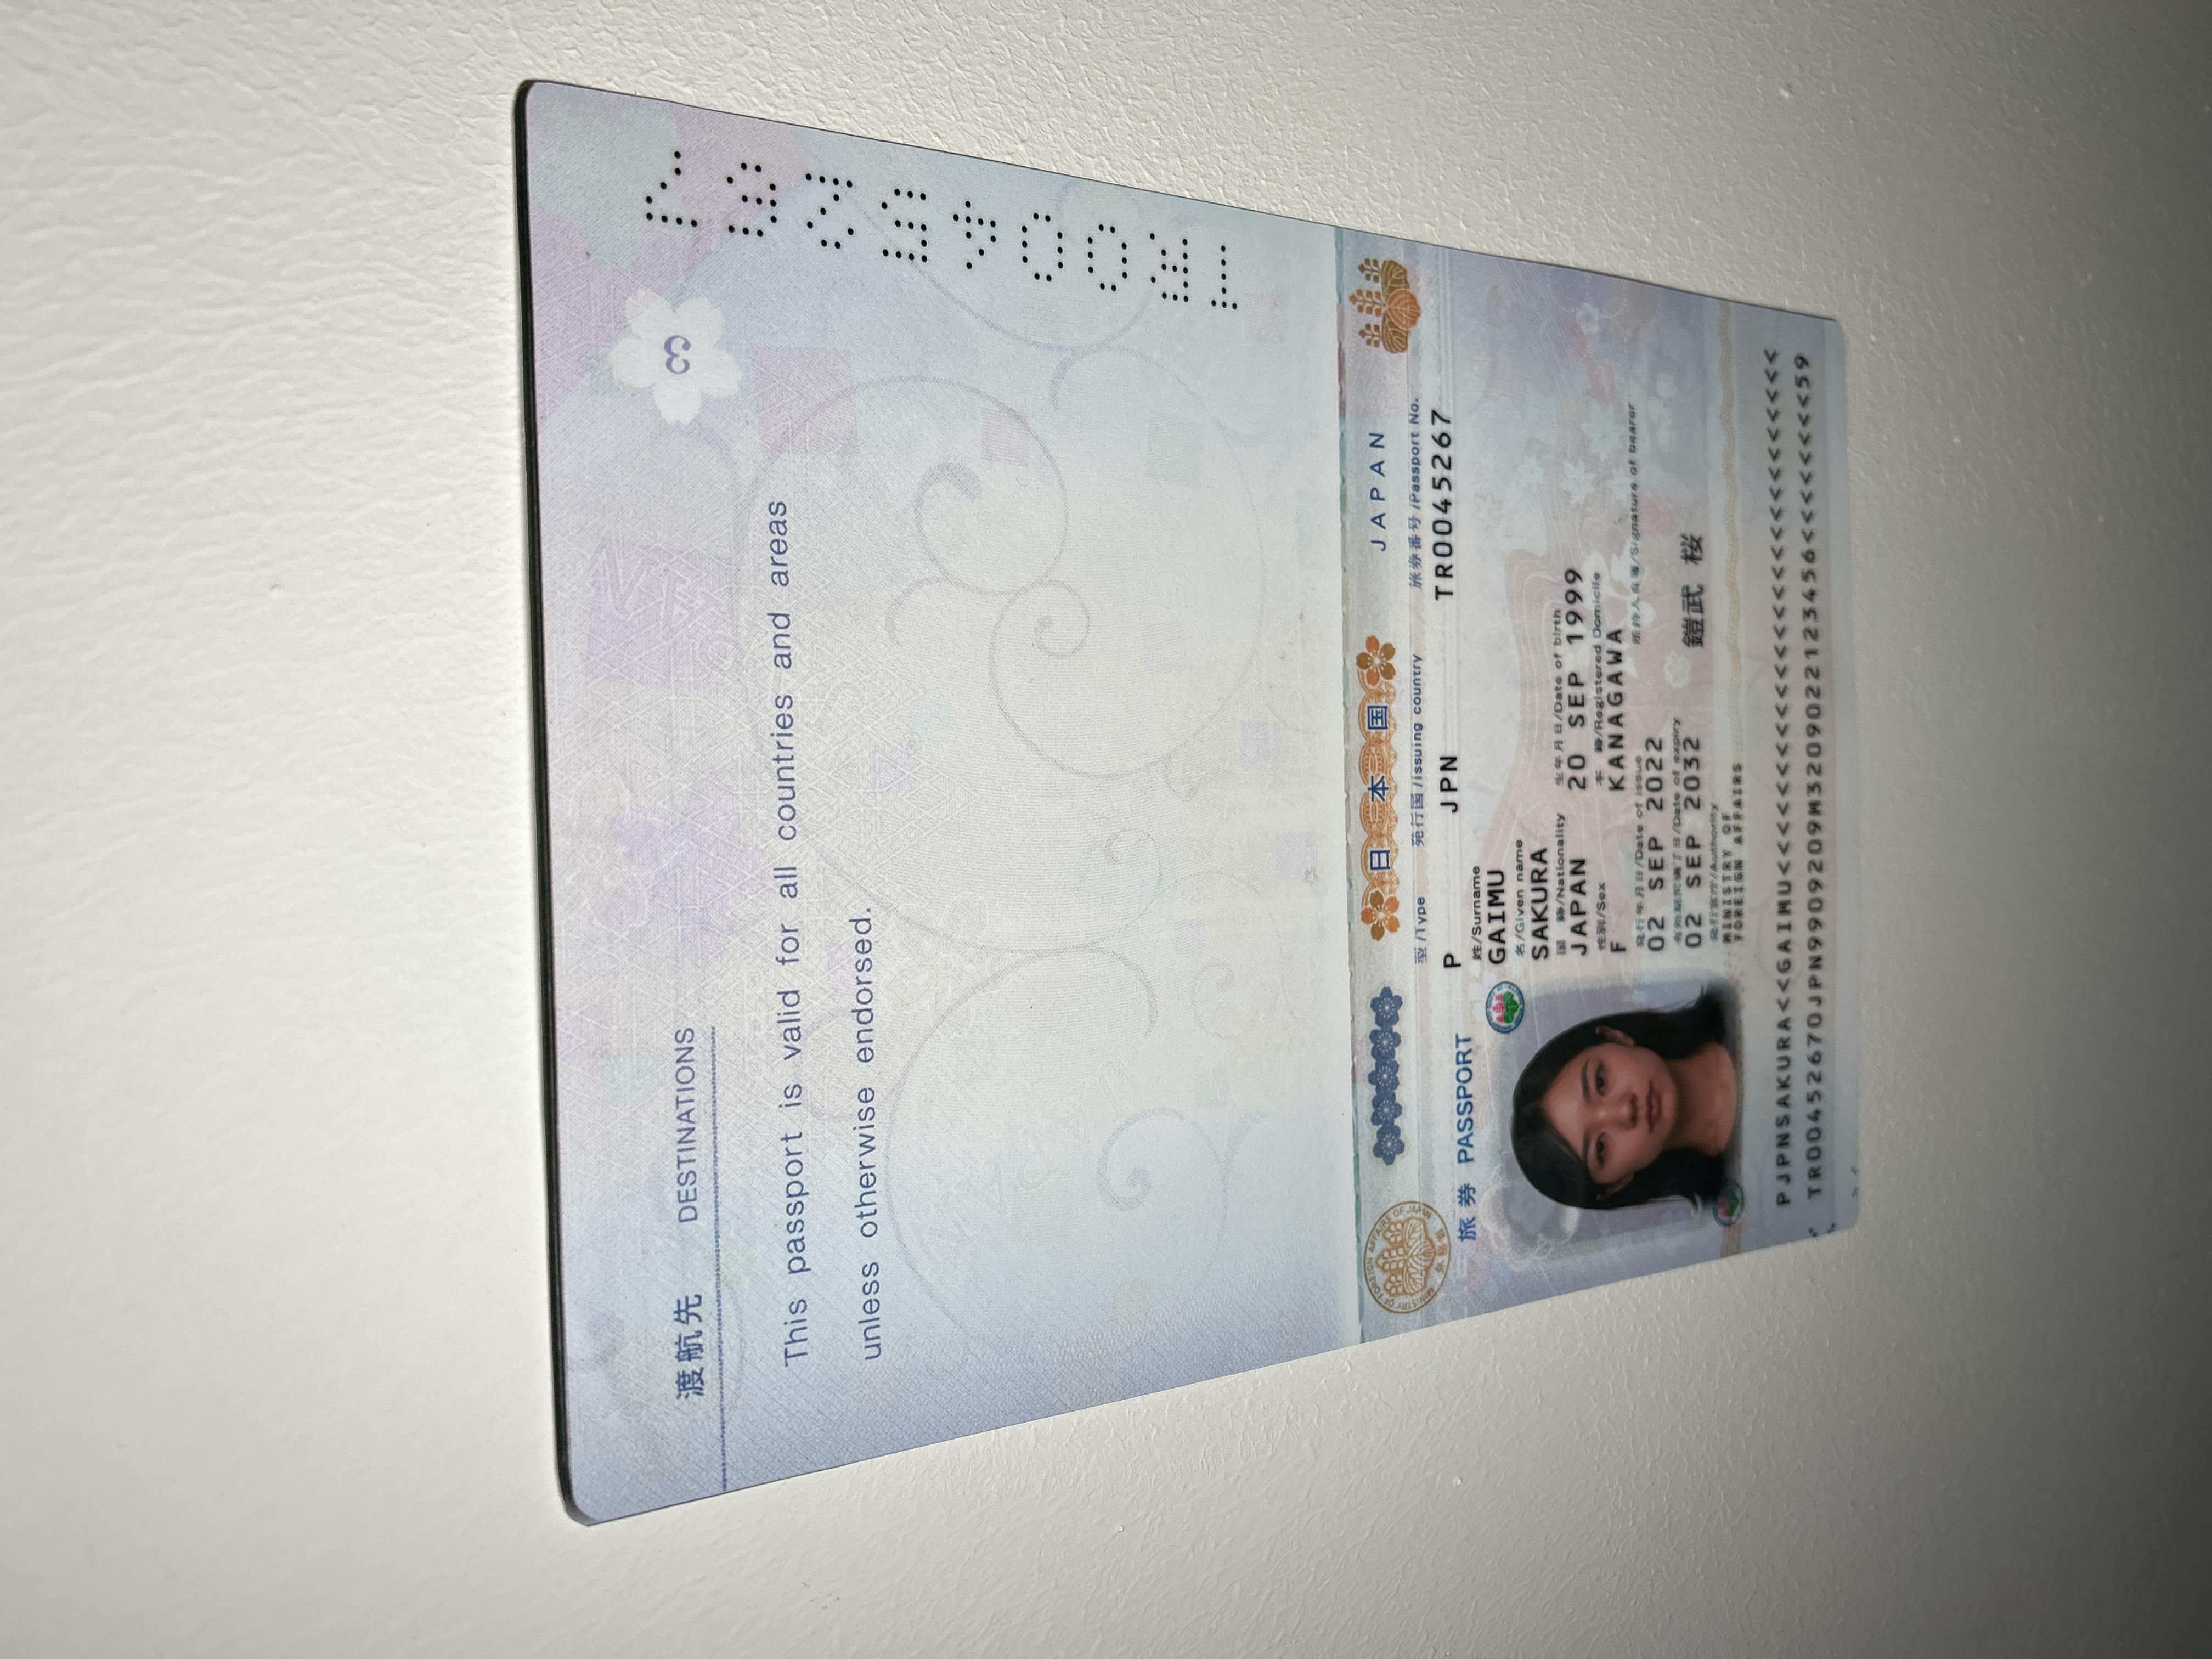 渡航先 DESTINATIONS
3
This passport is valid for all countries and areas
unless otherwise endorsed.
TR0045267
MINISTRY OF FOREIGN AFFAIRS OF JAPAN
外務省
日本国 JAPAN
型/Type 発行国/Issuing country 旅券番号/Passport No.
旅券 PASSPORT
P JPN TR0045267
姓/Surname
GAIMU
名/Given name
SAKURA
国 籍/Nationality 生年月日/Date of birth
JAPAN 20 SEP 1999
性別/Sex 本 籍/Registered Domicile
F KANAGAWA
発行年月日/Date of issue 所持人自署/Signature of bearer
02 SEP 2022
有効期間満了日/Date of expiry
02 SEP 2032 鎧武 桜
発行官庁/Authority
MINISTRY OF
FOREIGN AFFAIRS
PJPNSAKURA<<GAIMU<<<<<<<<<<<<<<<<<<<<<<<<<<<
TR00452670JPN9909209M3209022123456<<<<<<<<59